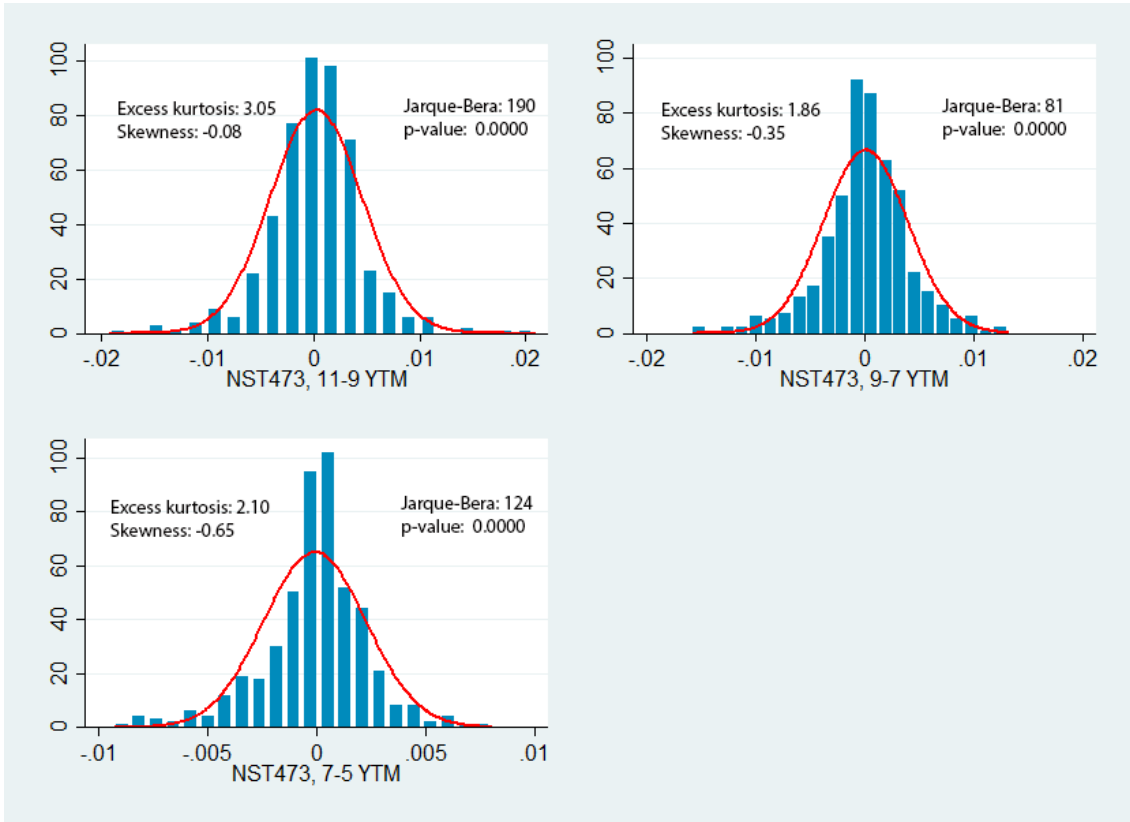 100
80
60
40
20
0
Excess kurtosis: 3.05
Skewness: -0.08
Jarque-Bera: 190
p-value: 0.0000
-.02 -.01 0 .01 .02
NST473, 11-9 YTM
100
80
60
40
20
0
Excess kurtosis: 1.86
Skewness: -0.35
Jarque-Bera: 81
p-value: 0.0000
-.02 -.01 0 .01 .02
NST473, 9-7 YTM
100
80
60
40
20
0
Excess kurtosis: 2.10
Skewness: -0.65
Jarque-Bera: 124
p-value: 0.0000
-.01 -.005 0 .005 .01
NST473, 7-5 YTM